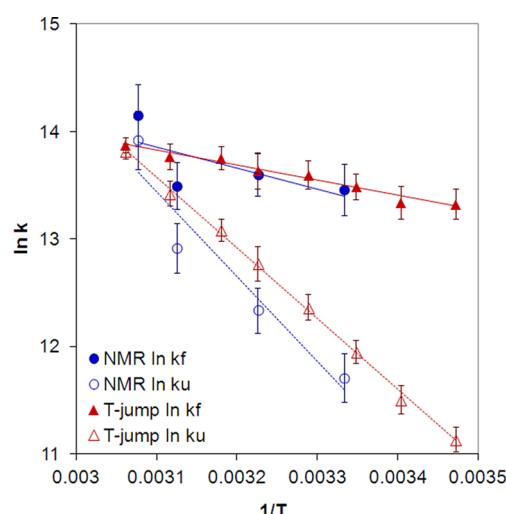 15
14
13
12
11
ln k
NMR ln kf
NMR ln ku
T-jump ln kf
T-jump ln ku
0.003 0.0031 0.0032 0.0033 0.0034 0.0035
1/T